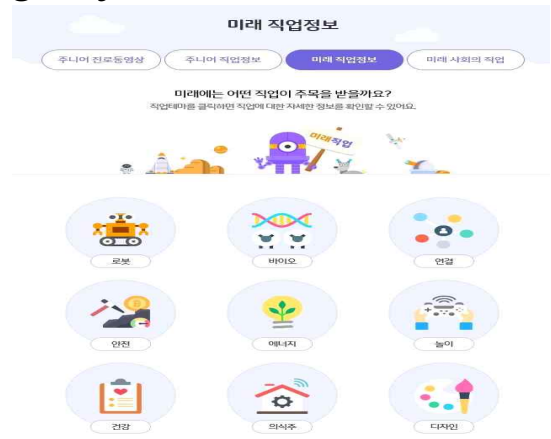 미래 직업정보
주니어 진로동영상 주니어 직업정보 미래 직업정보 미래 사회의 직업
미래에는 어떤 직업이 주목을 받을까요?
직업테마를 클릭하면 직업에 대한 자세한 정보를 확인할 수 있어요.
미래직업
로봇 바이오 연결
안전 에너지 놀이
건강 의식주 디자인